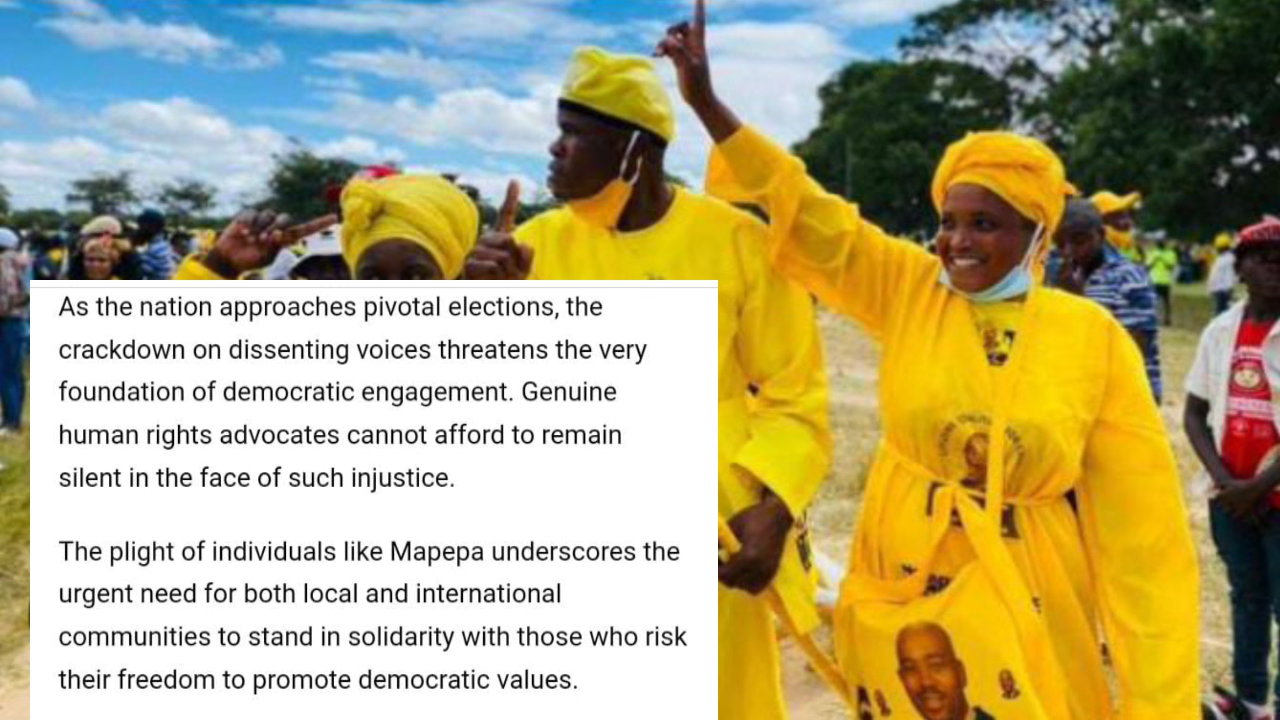 As the nation approaches pivotal elections, the
crackdown on dissenting voices threatens the very
foundation of democratic engagement. Genuine
human rights advocates cannot afford to remain
silent in the face of such injustice.
The plight of individuals like Mapepa underscores the
urgent need for both local and international
communities to stand in solidarity with those who risk
their freedom to promote democratic values.